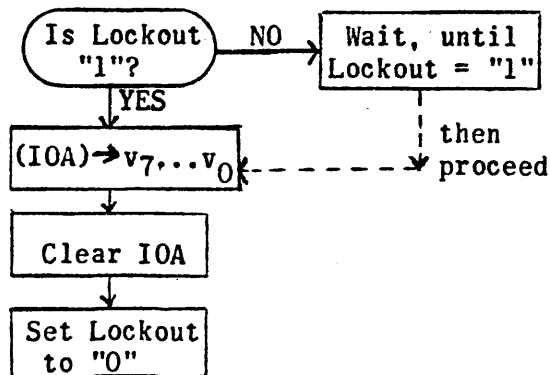 Is Lockout
"1"?
NO
Wait, until
Lockout = "1"
YES
then
proceed
(IOA)→v7,...v0
Clear IOA
Set Lockout
to "0"